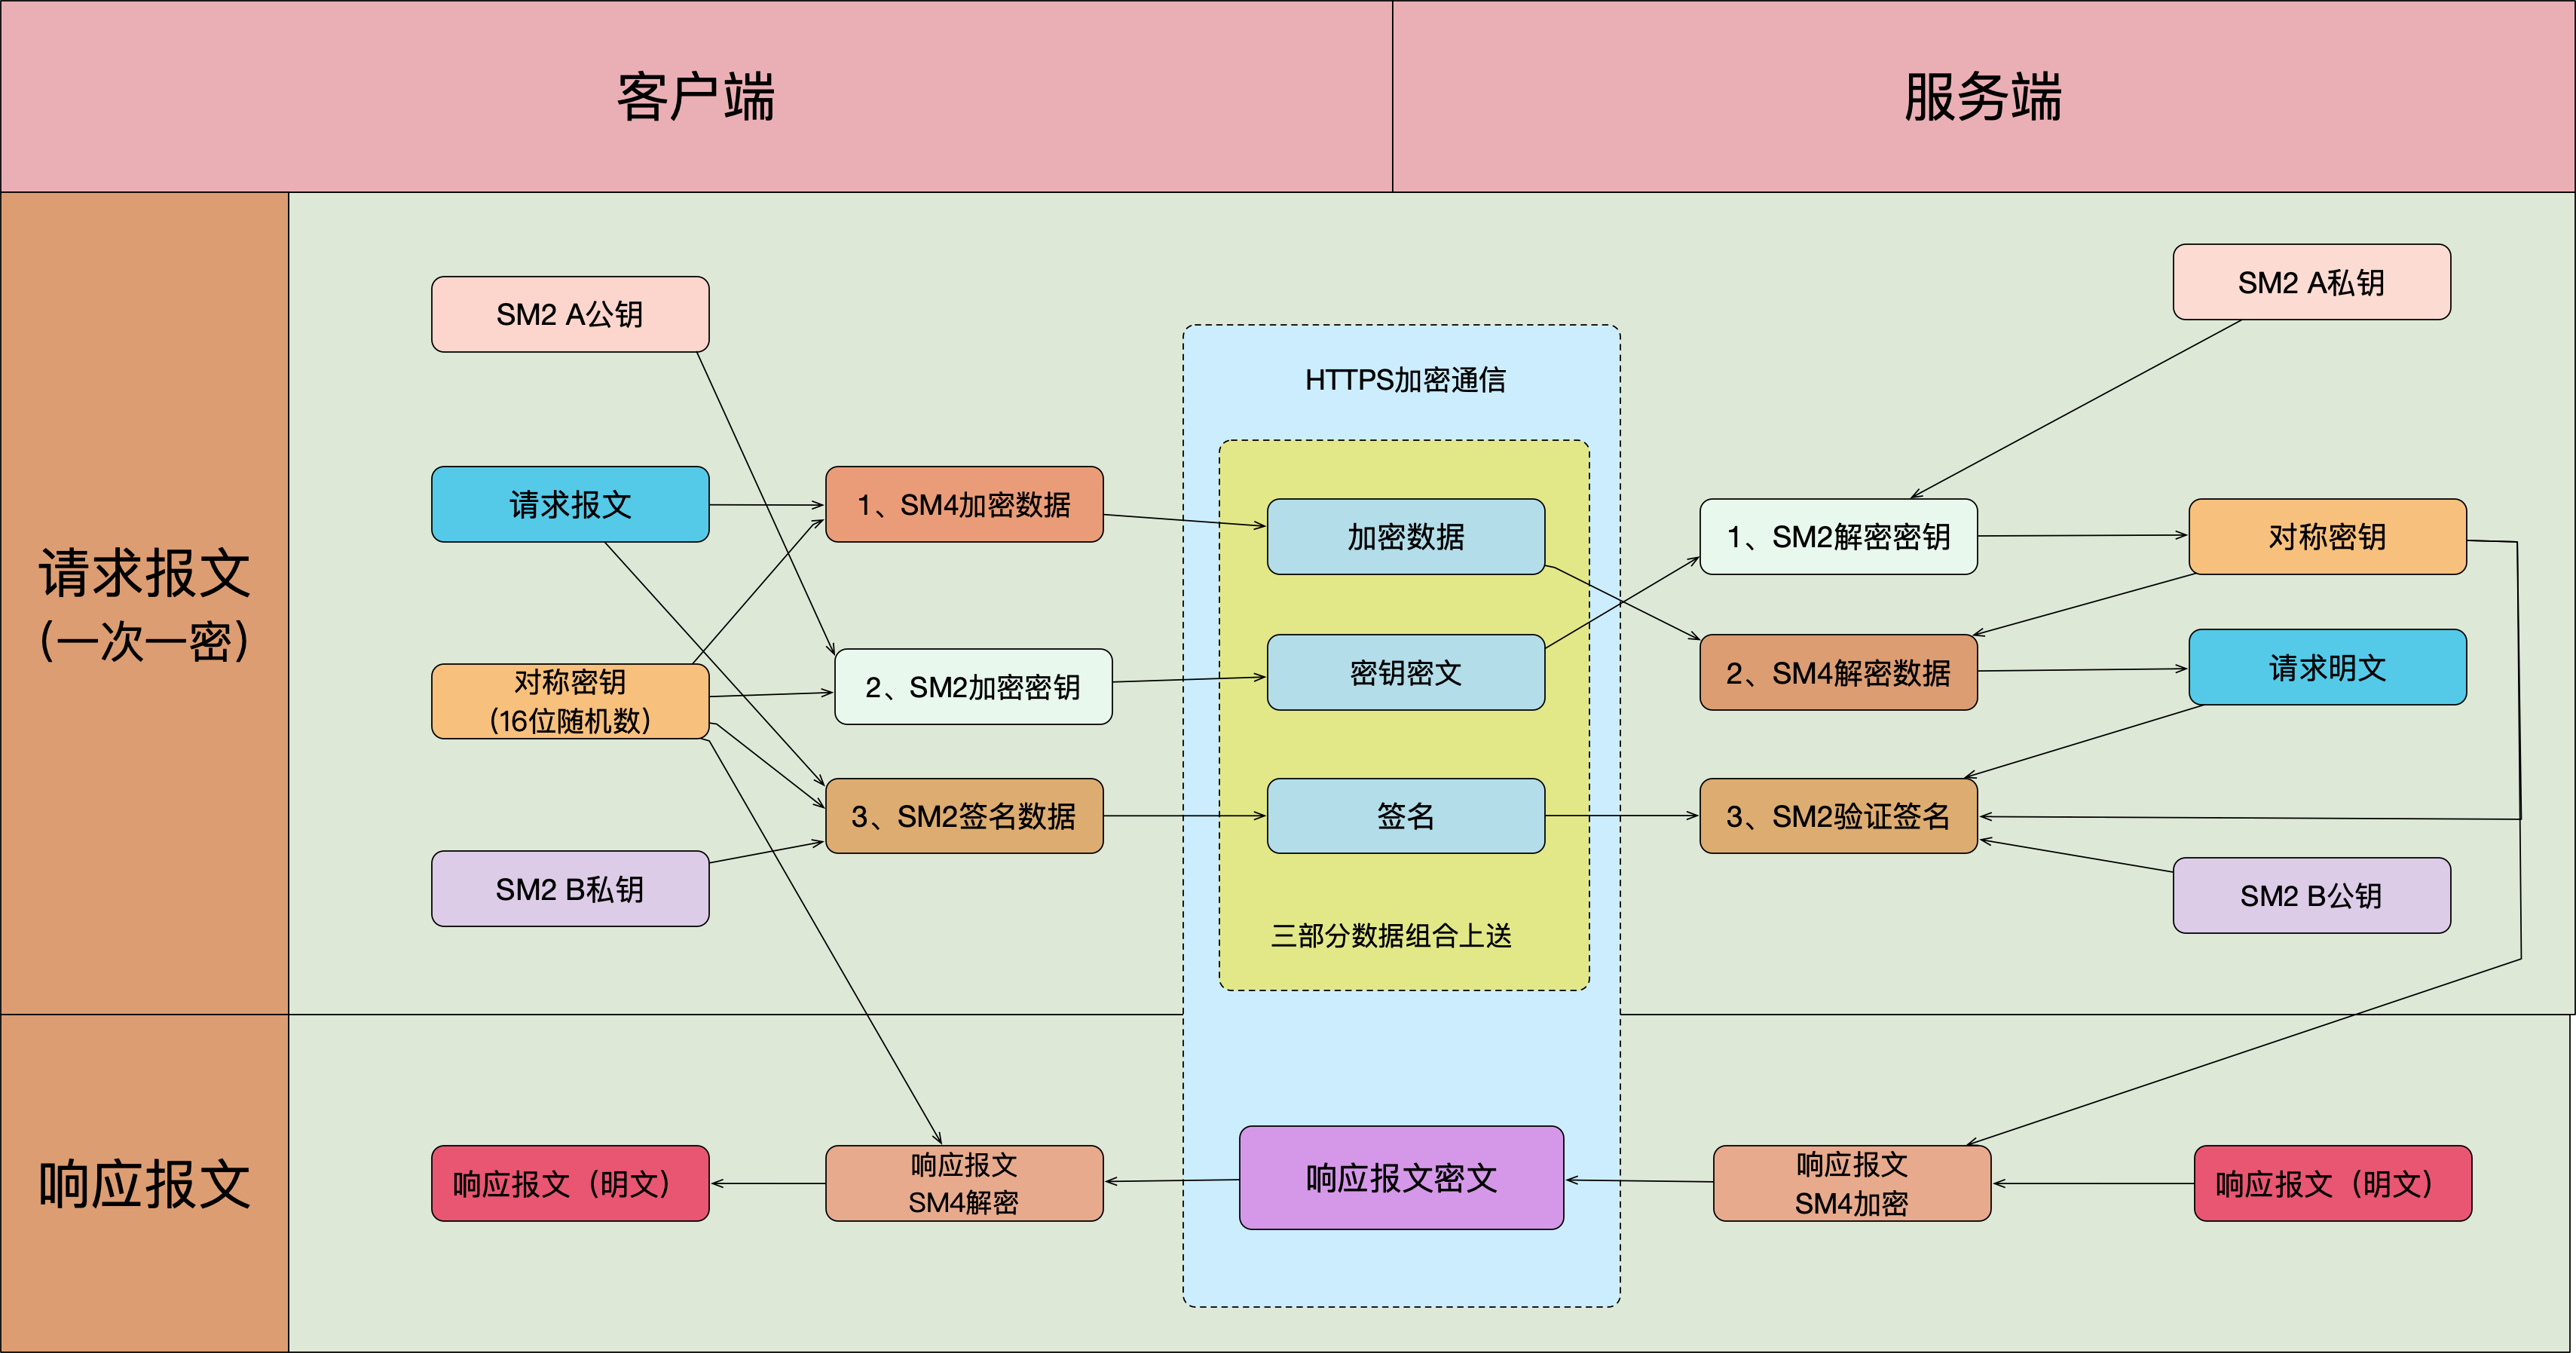 客户端
服务端
请求报文
(一次一密)
SM2 A公钥
请求报文
对称密钥
(16位随机数)
SM2 B私钥
1、SM4加密数据
2、SM2加密密钥
3、SM2签名数据
HTTPS加密通信
加密数据
密钥密文
签名
三部分数据组合上送
SM2 A私钥
1、SM2解密密钥
对称密钥
2、SM4解密数据
请求明文
3、SM2验证签名
SM2 B公钥
响应报文
响应报文（明文）
响应报文
SM4解密
响应报文密文
响应报文
SM4加密
响应报文（明文）